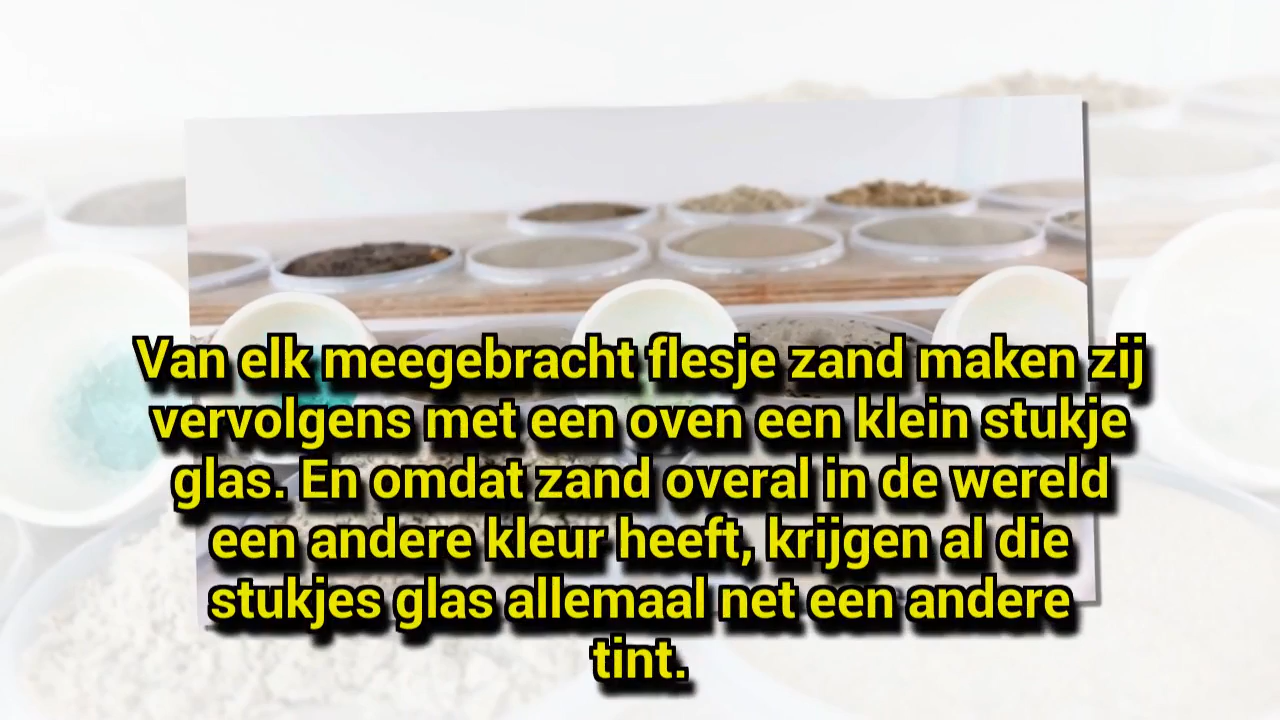 Van elk meegebracht flesje zand maken zij
vervolgens met een oven een klein stukje
glas. En omdat zand overal in de wereld
een andere kleur heeft, krijgen al die
stukjes glas allemaal net een andere
tint.